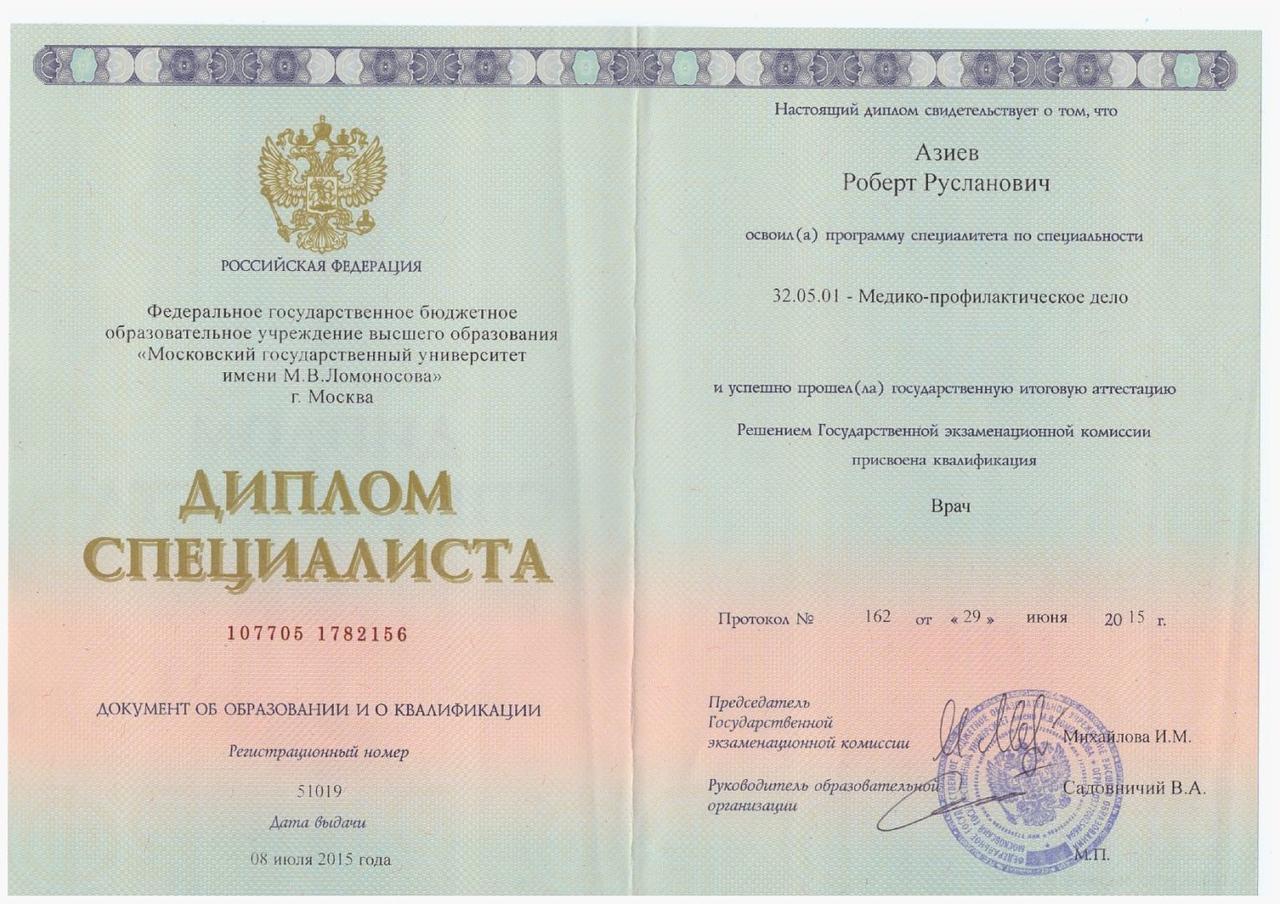 РОССИЙСКАЯ ФЕДЕРАЦИЯ
Федеральное государственное бюджетное
образовательное учреждение высшего образования
«Московский государственный университет
имени М.В.Ломоносова»
г. Москва
ДИПЛОМ
СПЕЦИАЛИСТА
107705 1782156
ДОКУМЕНТ ОБ ОБРАЗОВАНИИ И О КВАЛИФИКАЦИИ
Регистрационный номер
51019
Дата выдачи
08 июля 2015 года
Настоящий диплом свидетельствует о том, что
Азиев
Роберт Русланович
освоил(а) программу специалитета по специальности
32.05.01 - Медико-профилактическое дело
и успешно прошел(ла) государственную итоговую аттестацию
Решением Государственной экзаменационной комиссии
присвоена квалификация
Врач
Протокол № 162 от « 29 » июня 20 15 г.
Председатель
Государственной
экзаменационной комиссии
Михайлова И.М.
Руководитель образовательной
организации
Садовничий В.А.
М.П.